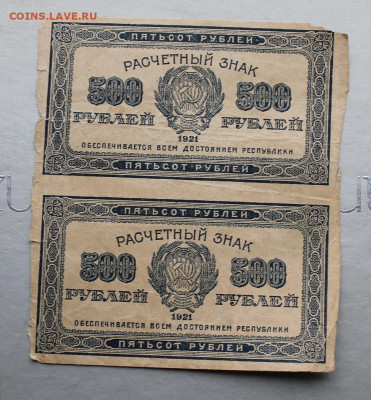 COINS.LAVE.RU
ПЯТЬСОТ РУБЛЕЙ
РАСЧЕТНЫЙ ЗНАК
500 500
РУБЛЕЙ РУБЛЕЙ
1921
ОБЕСПЕЧИВАЕТСЯ ВСЕМ ДОСТОЯНИЕМ РЕСПУБЛИКИ
ПЯТЬСОТ РУБЛЕЙ
ПЯТЬСОТ РУБЛЕЙ
РАСЧЕТНЫЙ ЗНАК
500 500
РУБЛЕЙ РУБЛЕЙ
1921
ОБЕСПЕЧИВАЕТСЯ ВСЕМ ДОСТОЯНИЕМ РЕСПУБЛИКИ
ПЯТЬСОТ РУБЛЕЙ